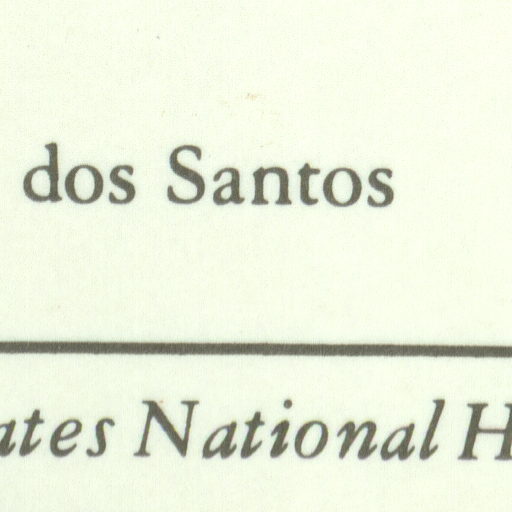 dos Santos
ates National H